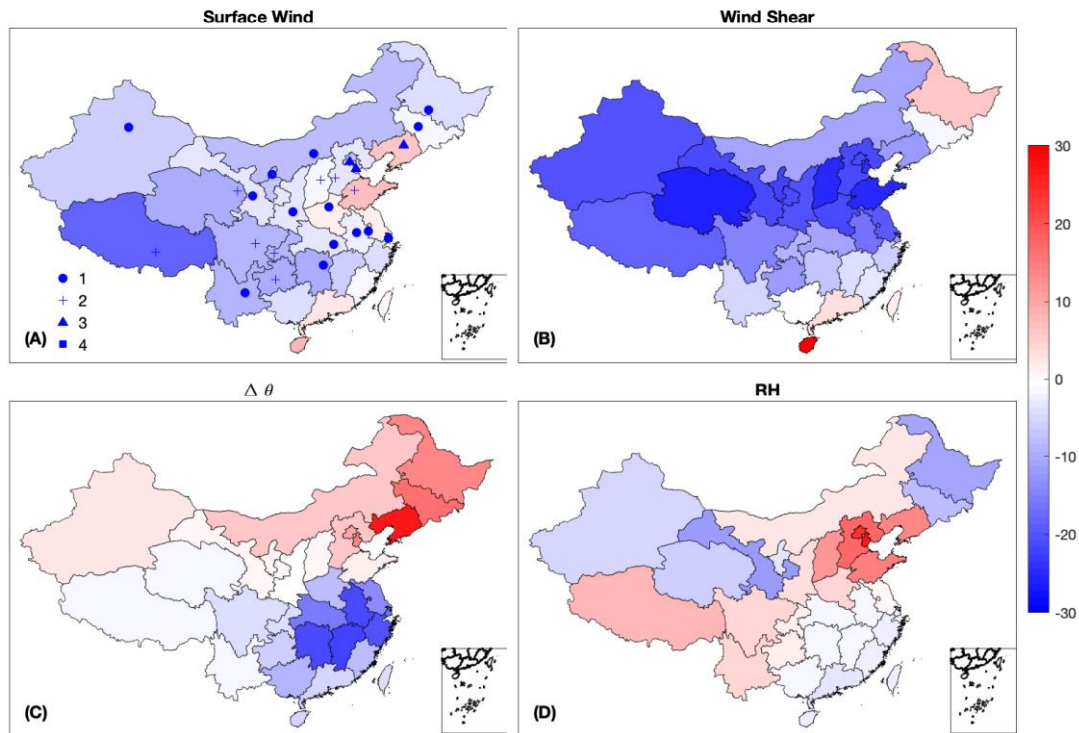 Surface Wind
Wind Shear
1
2
3
4
(A)
(B)
Δ θ
RH
(C)
(D)
30
20
10
0
-10
-20
-30